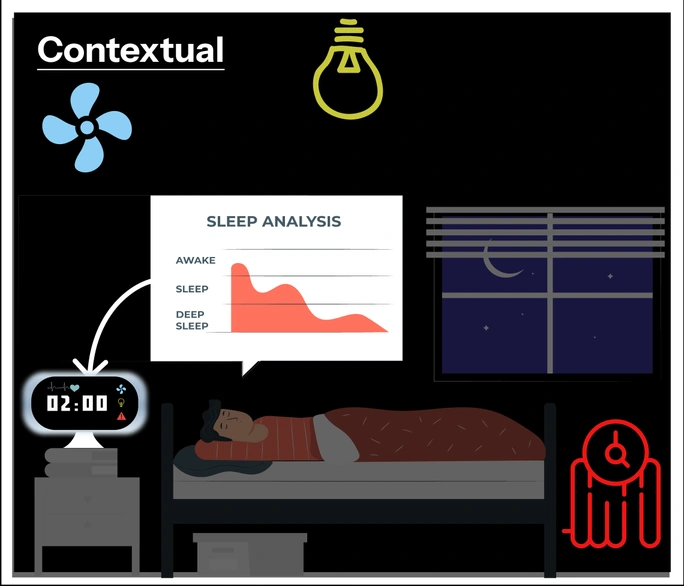 Contextual
SLEEP ANALYSIS
AWAKE
SLEEP
DEEP
SLEEP
02:00